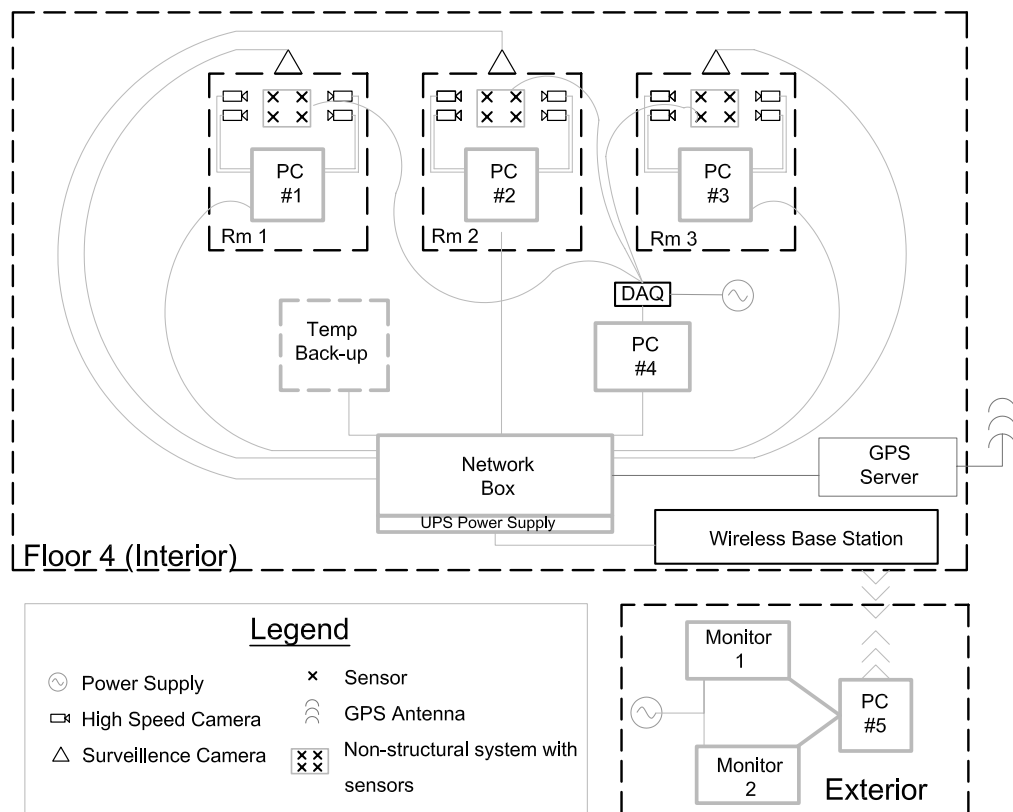 PC
#1
PC
#2
PC
#3
Rm 1
Rm 2
Rm 3
DAQ
Temp
Back-up
PC
#4
Network
Box
GPS
Server
UPS Power Supply
Wireless Base Station
Floor 4 (Interior)
Legend
Power Supply
High Speed Camera
Surveillence Camera
Sensor
GPS Antenna
Non-structural system with
sensors
Monitor
1
PC
#5
Monitor
2
Exterior